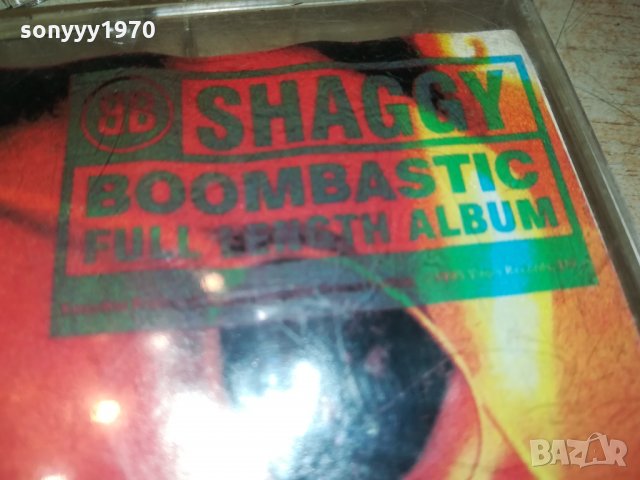 sonyyy1970
SHAGGY
BOOMBASTIC
FULL LENGTH ALBUM
BAZAR